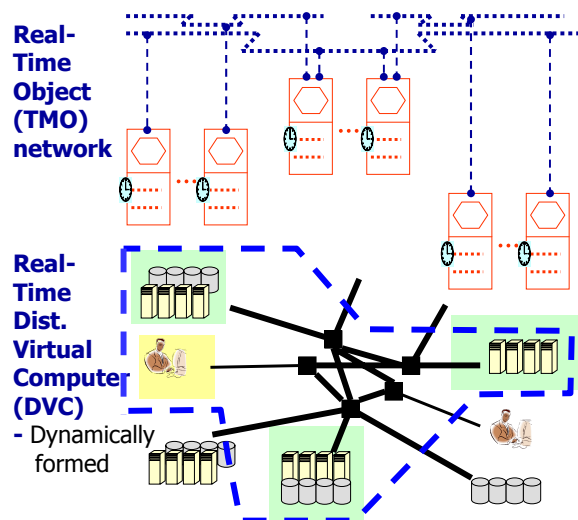 Real-
Time
Object
(TMO)
network
Real-
Time
Dist.
Virtual
Computer
(DVC)
- Dynamically
formed